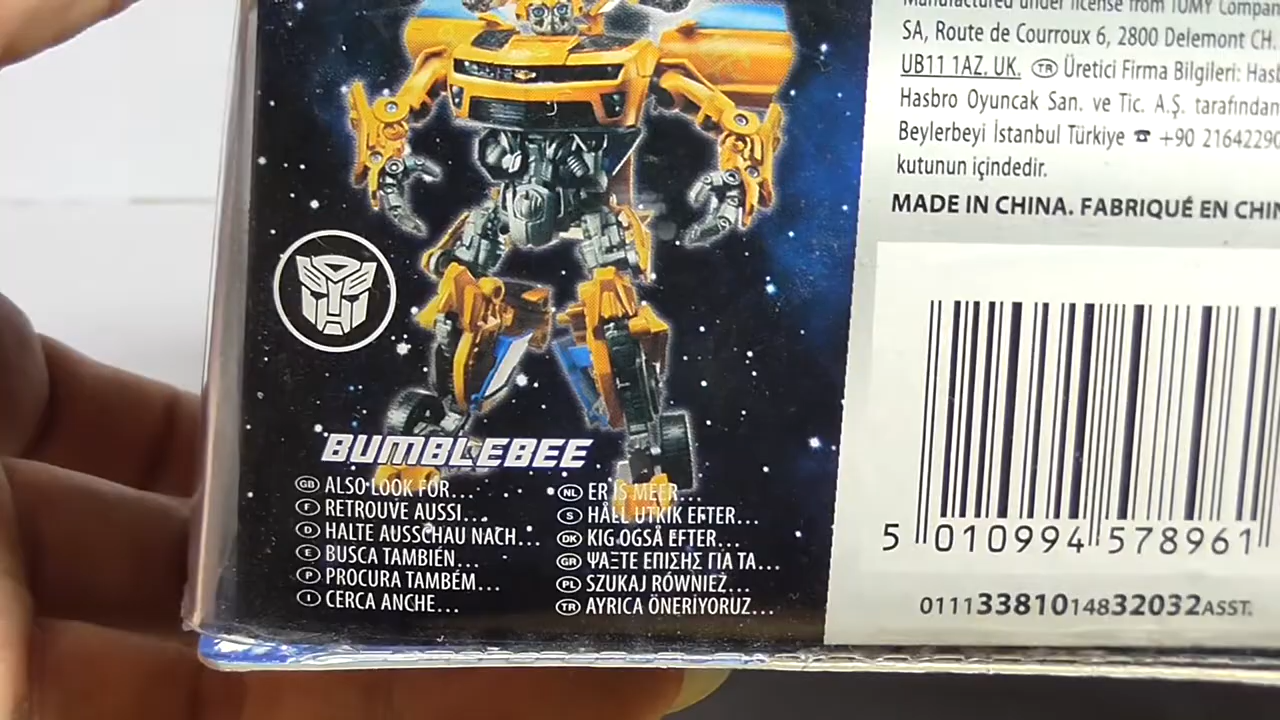 BUMBLEBEE
GB ALSO LOOK FOR...
F RETROUVE AUSSI...
D HALTE AUSSCHAU NACH...
E BUSCA TAMBIÉN...
P PROCURA TAMBÉM...
I CERCA ANCHE...
NL ER IS MEER...
S HÅLL UTKIK EFTER...
DK KIG OGSÅ EFTER...
GR ΨΑΞΤΕ ΕΠΙΣΗΣ ΓΙΑ ΤΑ...
PL SZUKAJ RÓWNIEŻ...
TR AYRICA ÖNERİYORUZ...
Manufactured under license from TOMY Compan
SA, Route de Courroux 6, 2800 Delemont CH.
UB11 1AZ. UK. TR Üretici Firma Bilgileri: Hasb
Hasbro Oyuncak San. ve Tic. A.Ş. tarafından
Beylerbeyi İstanbul Türkiye ☎ +90 21642290
kutunun içindedir.
MADE IN CHINA. FABRIQUÉ EN CHIN
5 010994 578961
01113381014832032ASST.